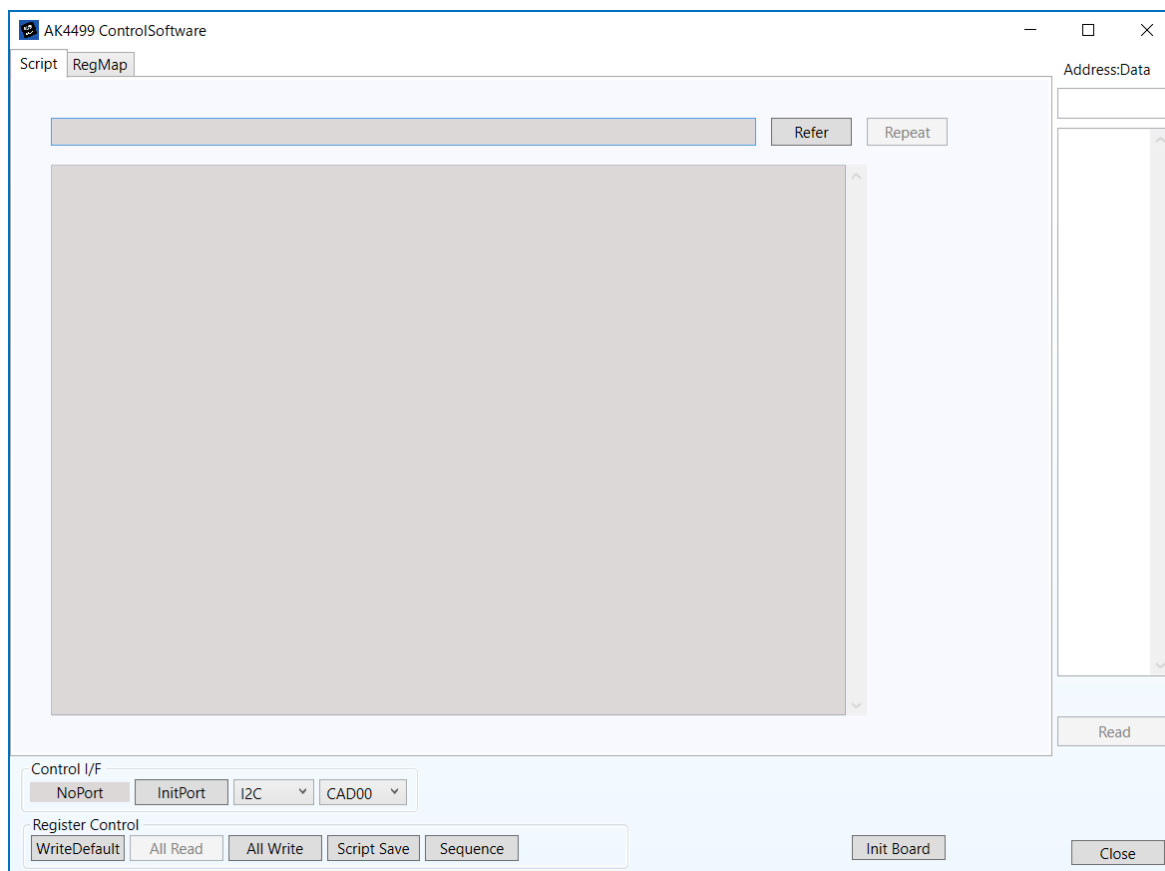 AK4499 ControlSoftware
Script RegMap
Address:Data
Refer Repeat
Read
Control I/F
NoPort InitPort I2C CAD00
Register Control
WriteDefault All Read All Write Script Save Sequence Init Board Close